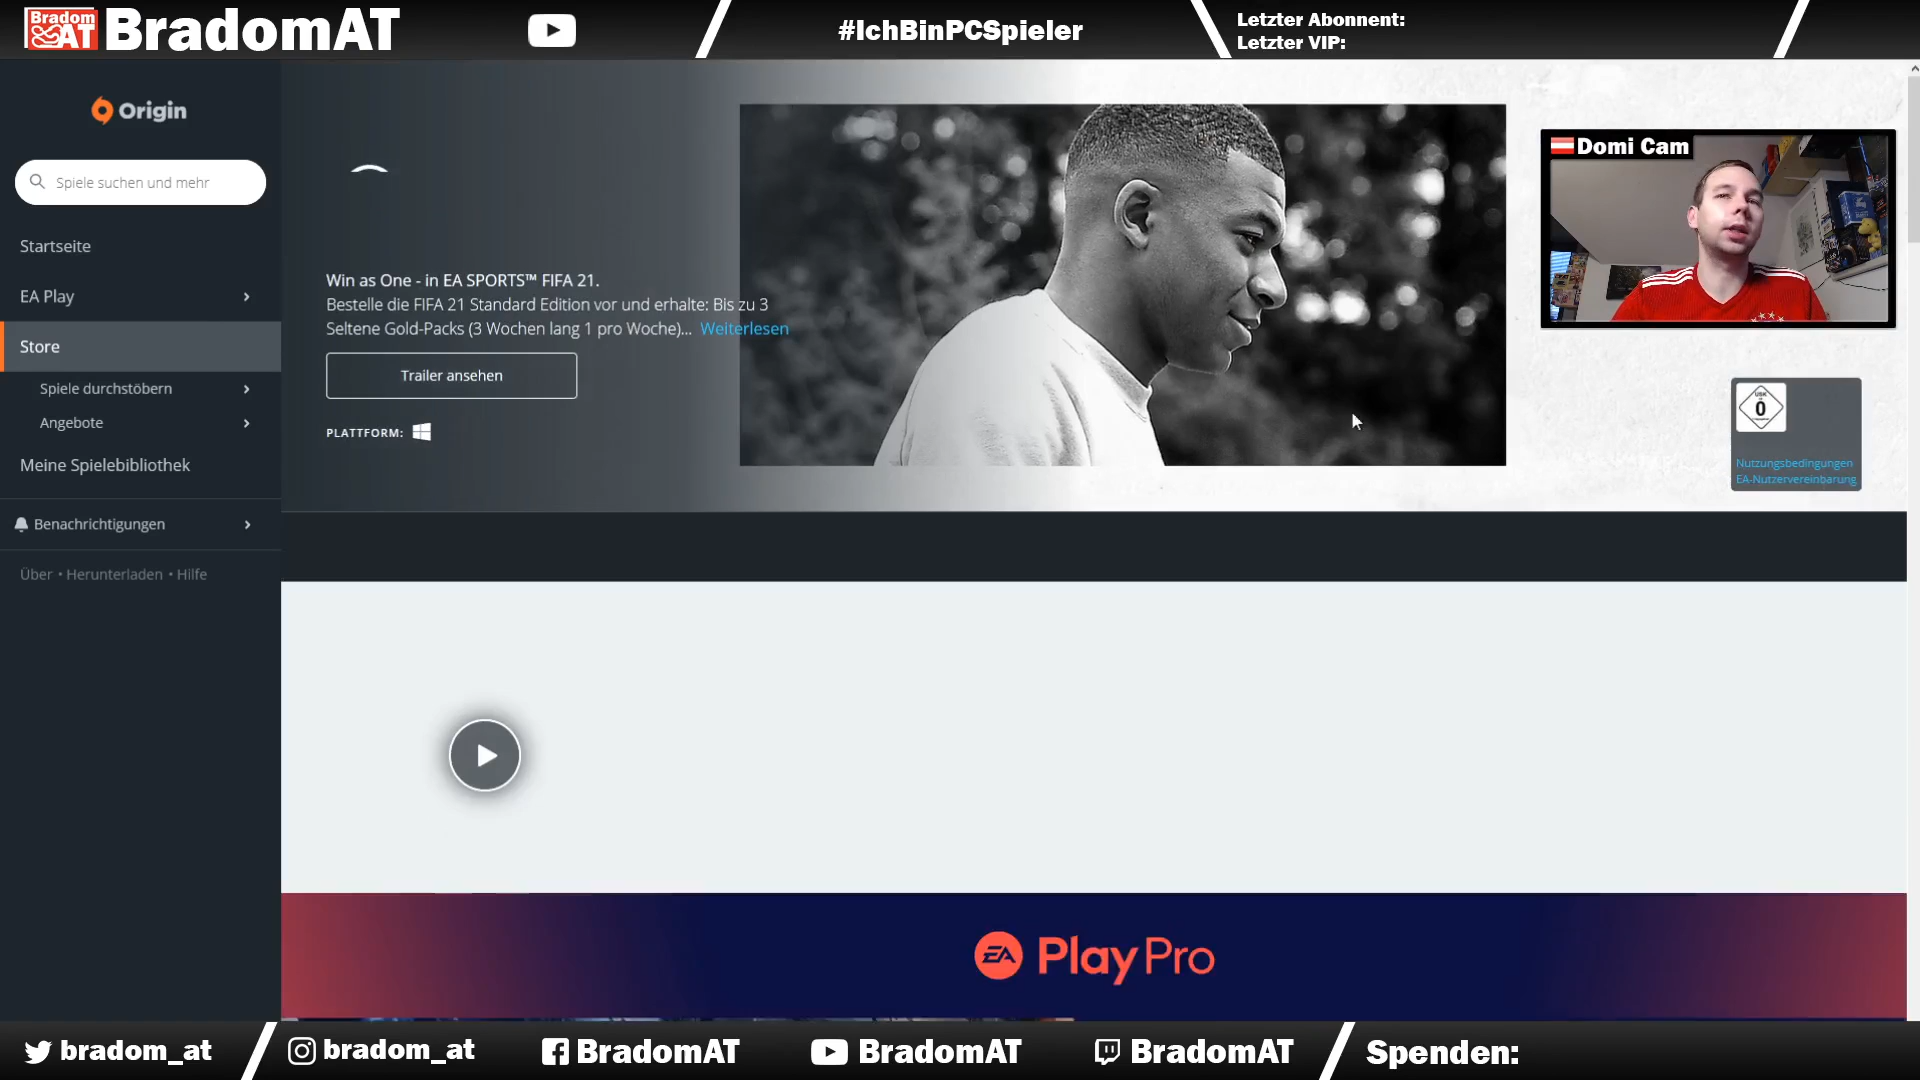 Bradom
AT
BradomAT
#IchBinPCSpieler
Letzter Abonnent:
Letzter VIP:
Origin
Spiele suchen und mehr
Startseite
EA Play
Store
Spiele durchstöbern
Angebote
Meine Spielebibliothek
Benachrichtigungen
Über • Herunterladen • Hilfe
Win as One - in EA SPORTS™ FIFA 21.
Bestelle die FIFA 21 Standard Edition vor und erhalte: Bis zu 3
Seltene Gold-Packs (3 Wochen lang 1 pro Woche)... Weiterlesen
Trailer ansehen
PLATTFORM:
Domi Cam
USK
0
Nutzungsbedingungen
EA-Nutzervereinbarung
EA Play Pro
bradom_at
bradom_at
BradomAT
BradomAT
BradomAT
Spenden: